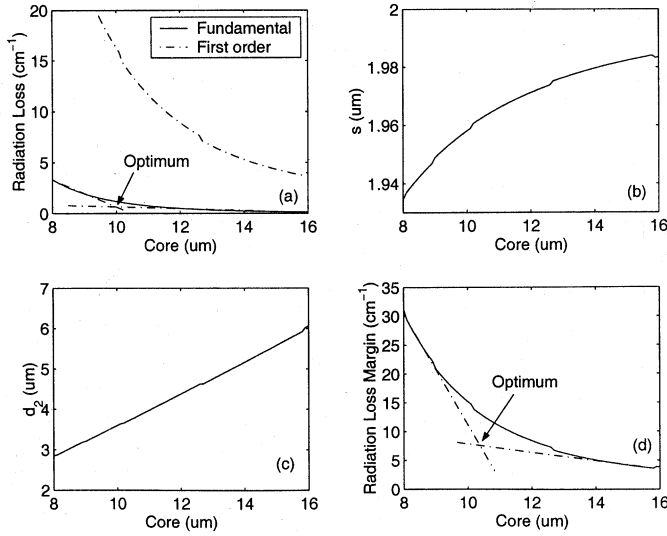 20
15
10
5
0
Radiation Loss (cm⁻¹)
Fundamental
First order
Optimum
(a)
8 10 12 14 16
Core (um)
2
1.98
1.96
1.94
s (um)
(b)
8 10 12 14 16
Core (um)
7
6
5
4
3
2
d₂ (um)
(c)
8 10 12 14 16
Core (um)
35
30
25
20
15
10
5
0
Radiation Loss Margin (cm⁻¹)
Optimum
(d)
8 10 12 14 16
Core (um)